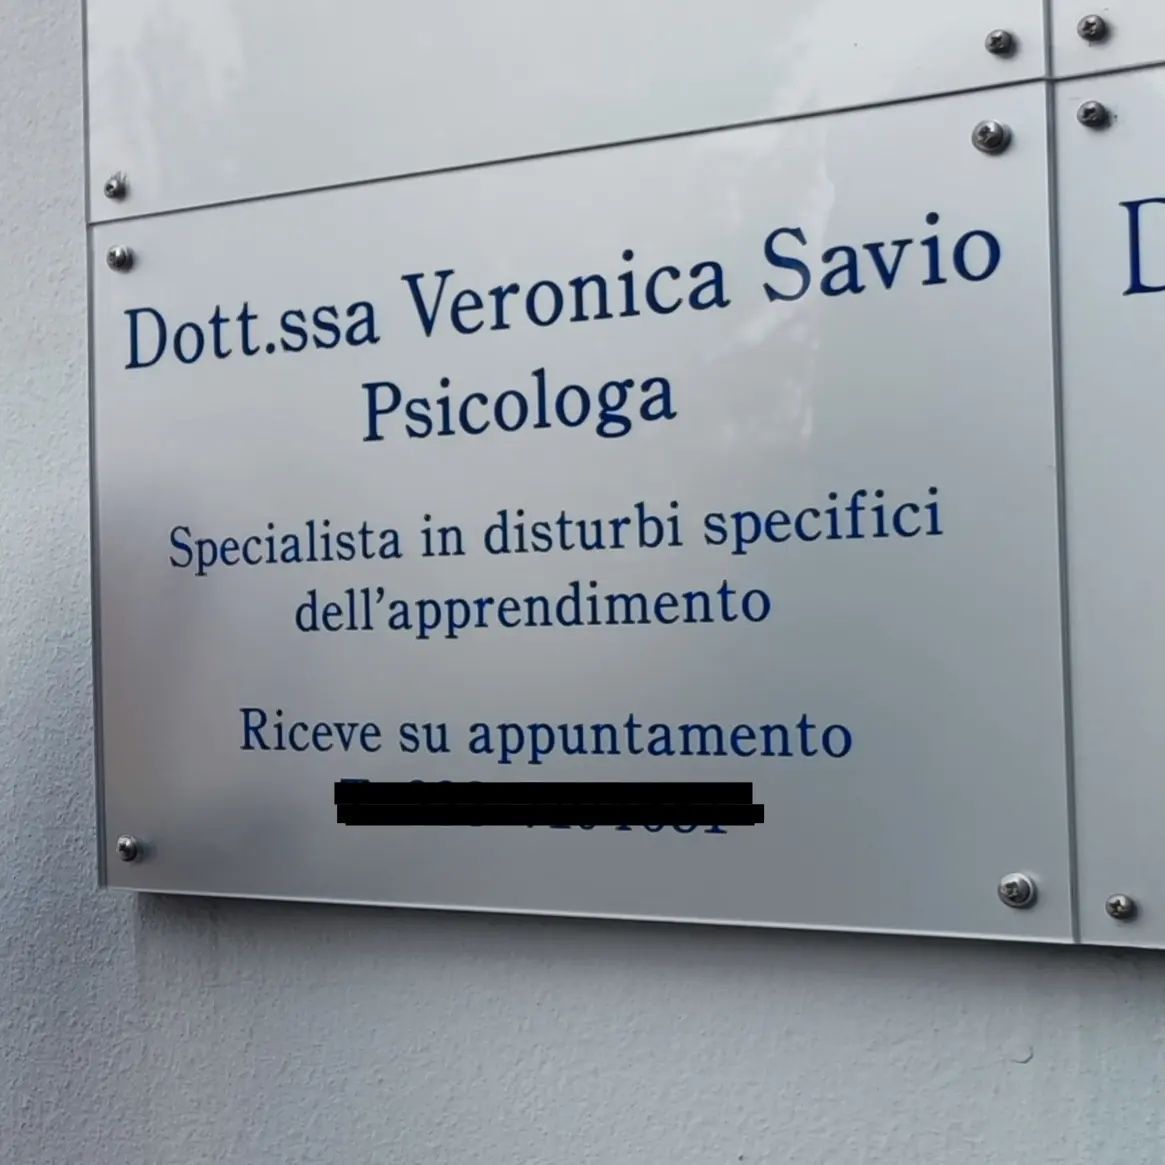 Dott.ssa Veronica Savio
Psicologa
Specialista in disturbi specifici
dell'apprendimento
Riceve su appuntamento
D